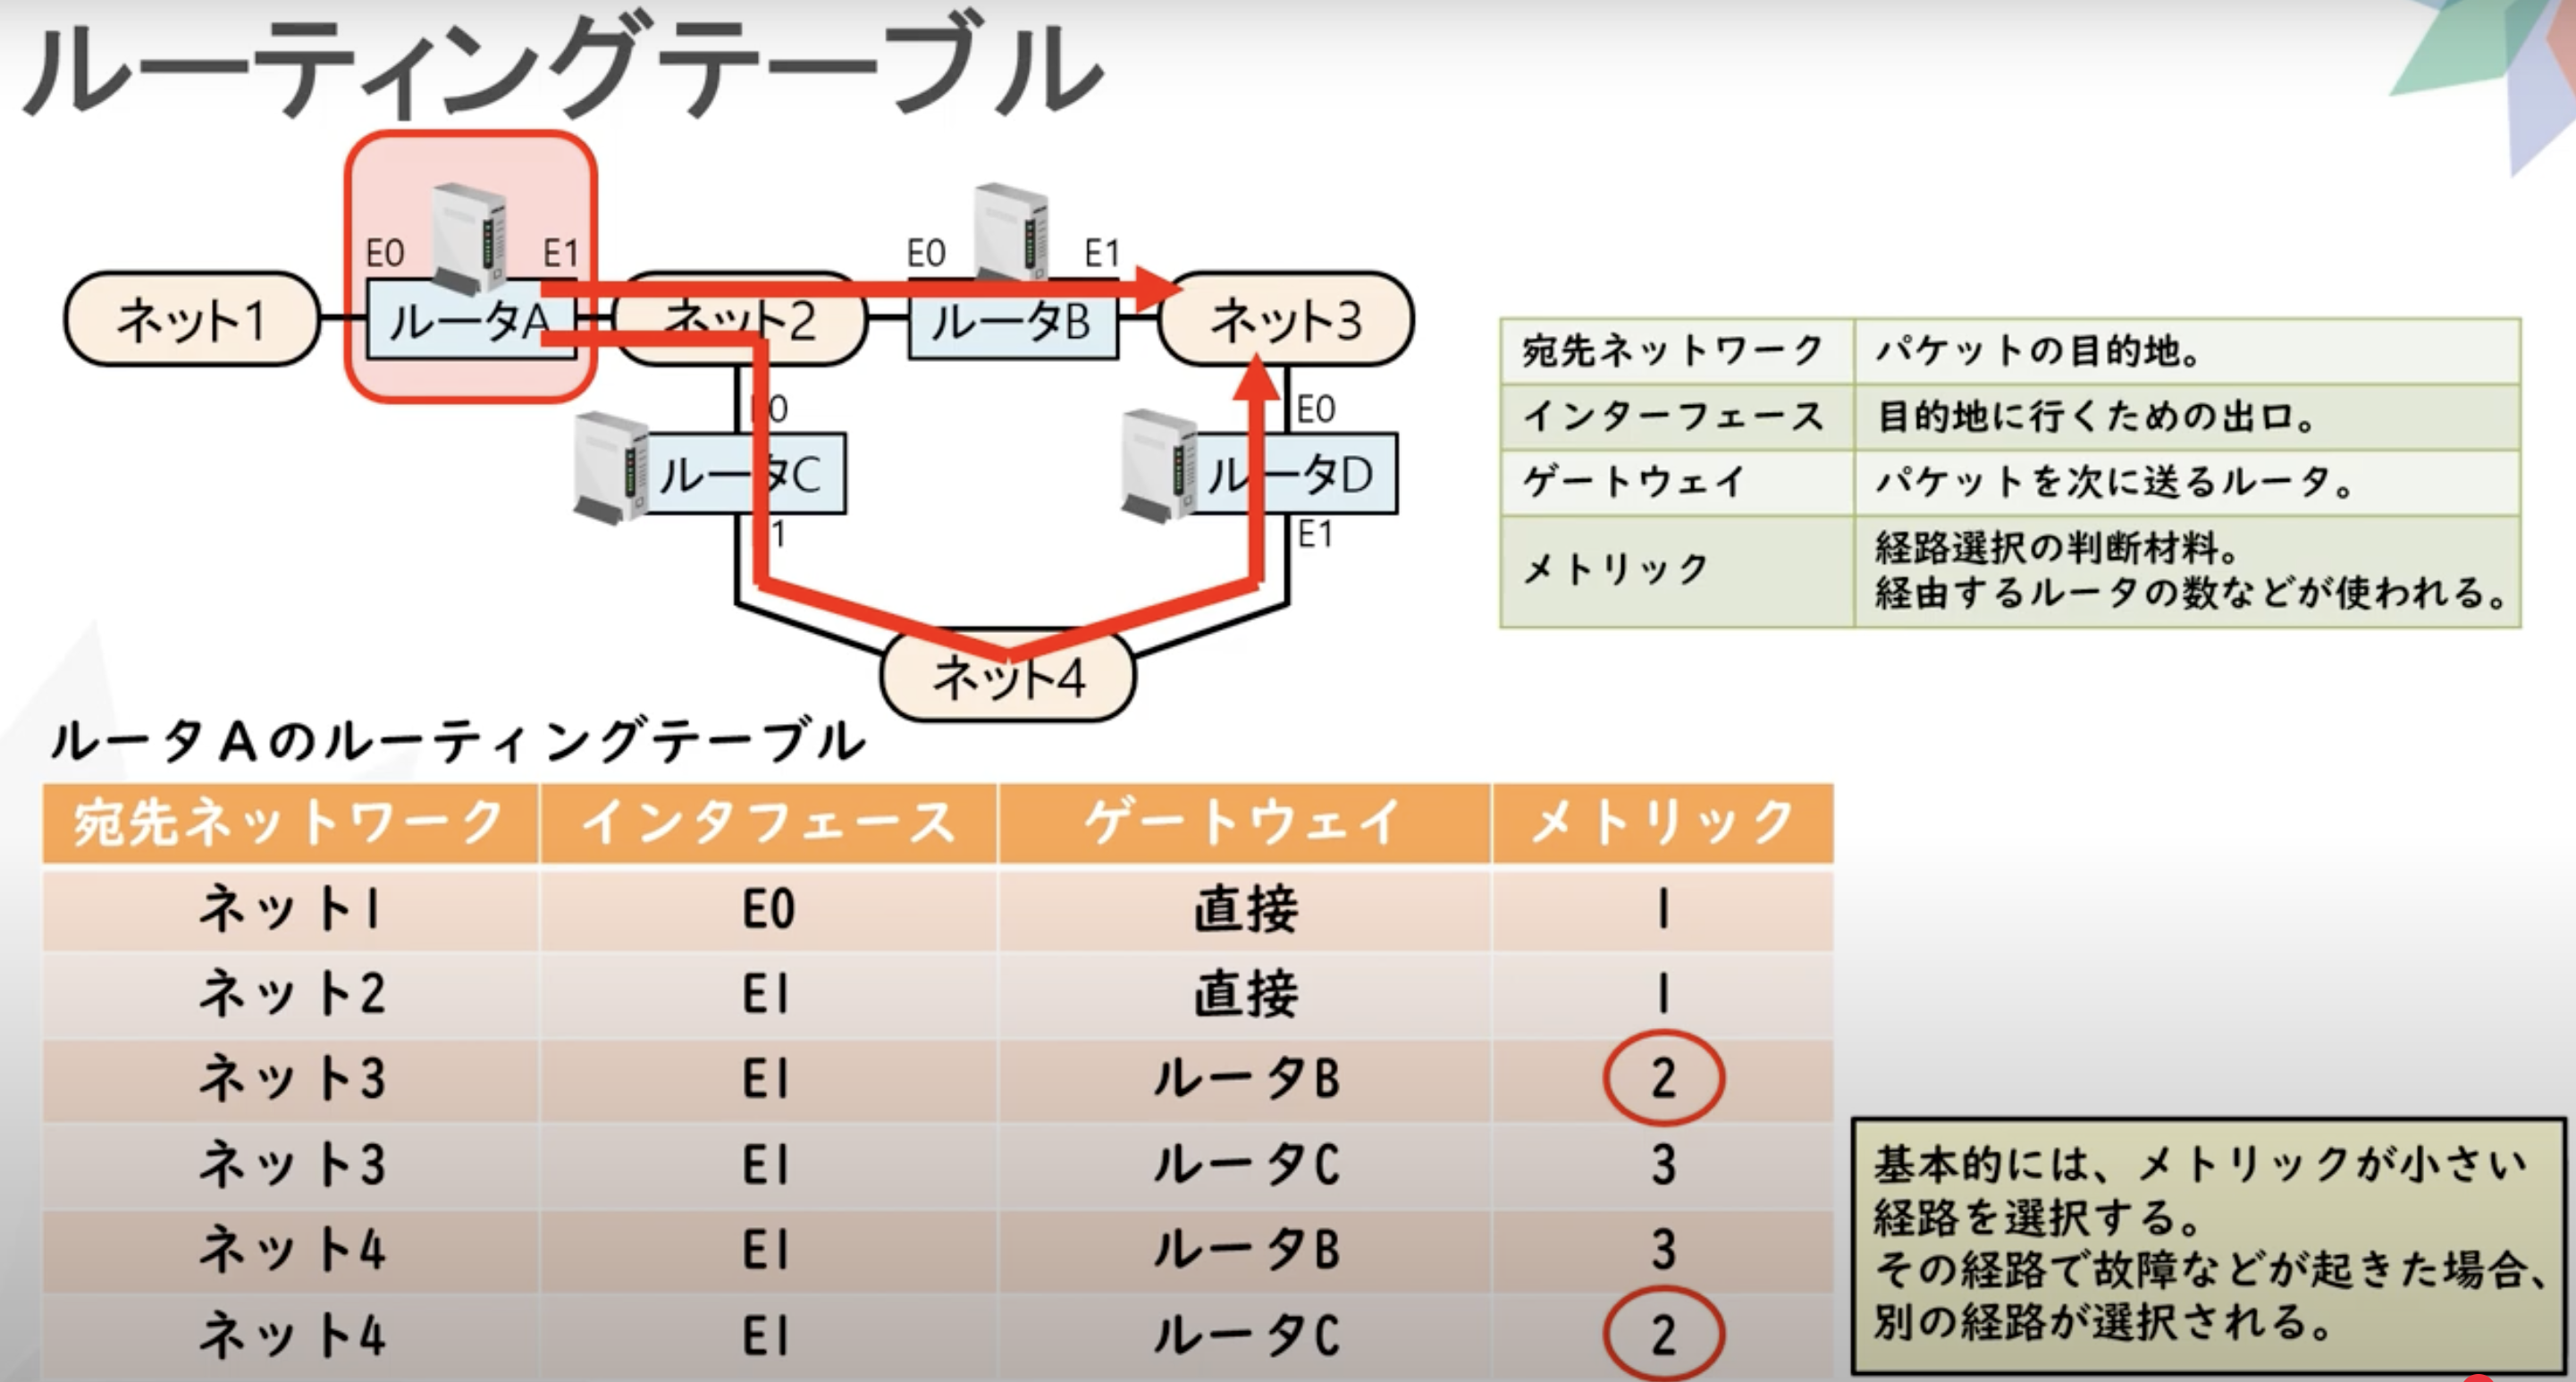 ルーティングテーブル
E0
E1
E0
E1
ネット1
ルータA
ネット2
ルータB
ネット3
E0
ルータC
1
E0
ルータD
E1
ネット4
宛先ネットワーク パケットの目的地。
インターフェース 目的地に行くための出口。
ゲートウェイ パケットを次に送るルータ。
メトリック 経路選択の判断材料。
経由するルータの数などが使われる。
ルータAのルーティングテーブル
宛先ネットワーク インタフェース ゲートウェイ メトリック
ネット1 E0 直接 1
ネット2 E1 直接 1
ネット3 E1 ルータB 2
ネット3 E1 ルータC 3
ネット4 E1 ルータB 3
ネット4 E1 ルータC 2
基本的には、メトリックが小さい
経路を選択する。
その経路で故障などが起きた場合、
別の経路が選択される。